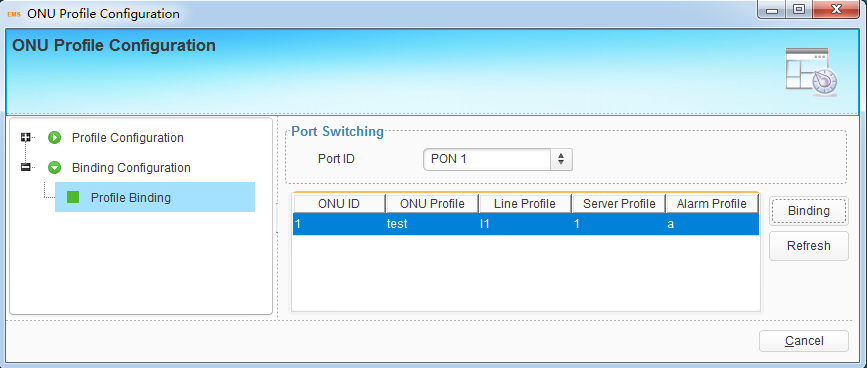 EMS ONU Profile Configuration
ONU Profile Configuration
Profile Configuration
Binding Configuration
Profile Binding
Port Switching
Port ID PON 1
ONU ID ONU Profile Line Profile Server Profile Alarm Profile
1 test l1 1 a
Binding
Refresh
Cancel